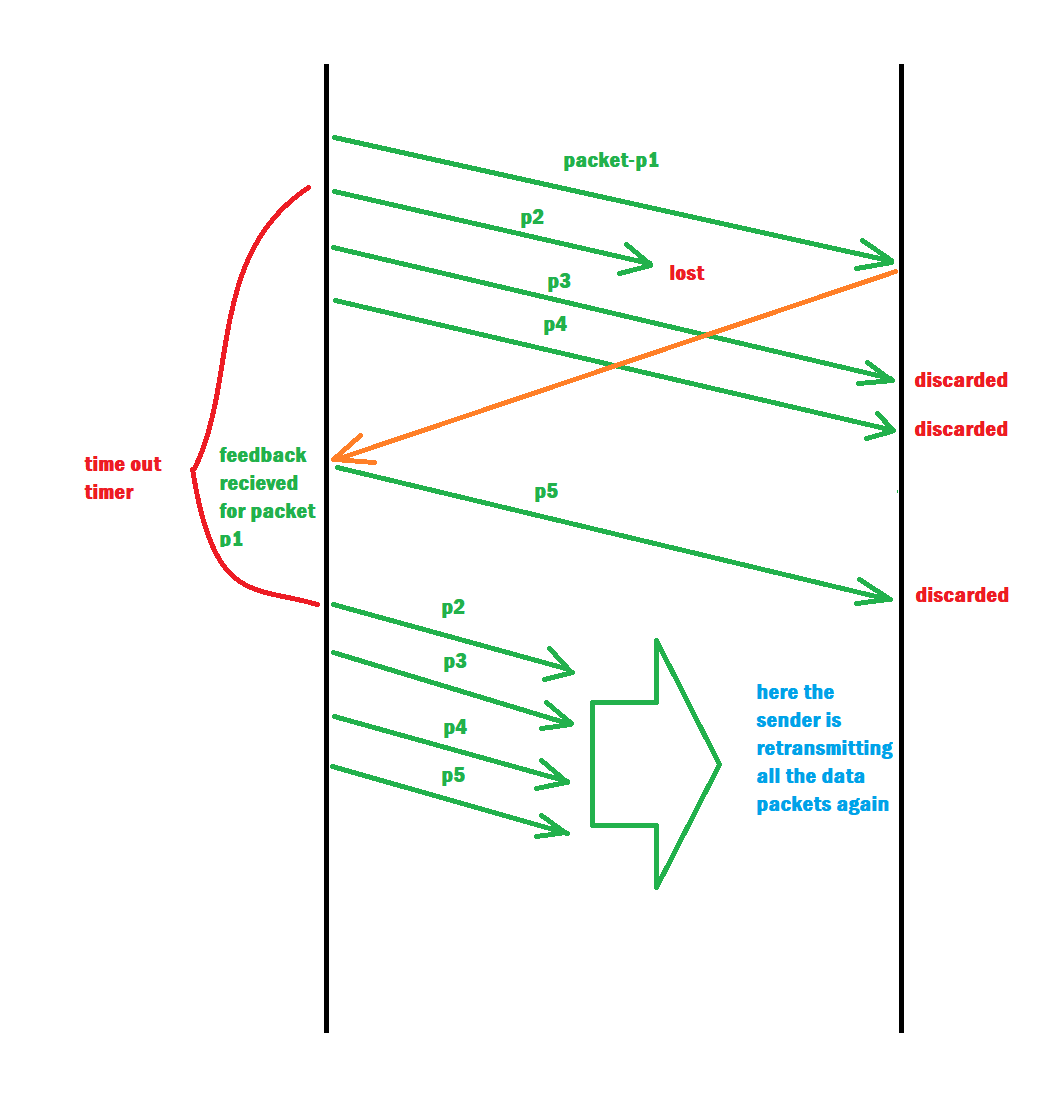 packet-p1
p2
lost
p3
p4
discarded
discarded
time out
timer
feedback
recieved
for packet
p1
p5
discarded
p2
p3
p4
p5
here the
sender is
retransmitting
all the data
packets again